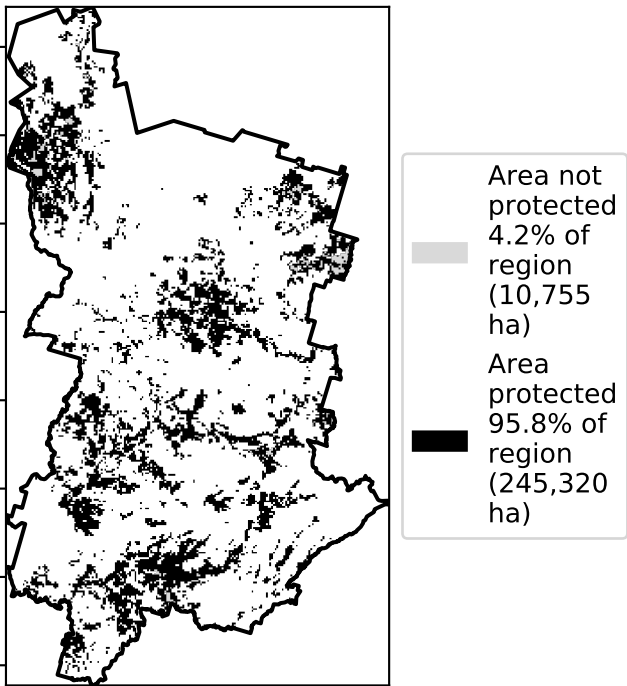 Area not
protected
4.2% of
region
(10,755
ha)
Area
protected
95.8% of
region
(245,320
ha)